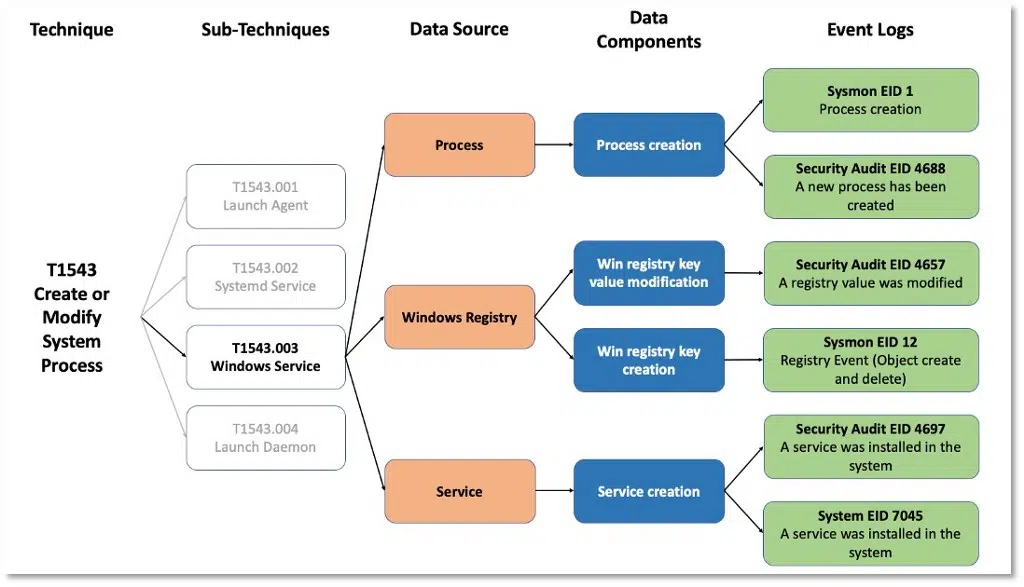 Technique
Sub-Techniques
Data Source
Data
Components
Event Logs
T1543
Create or
Modify
System
Process
T1543.001
Launch Agent
T1543.002
Systemd Service
T1543.003
Windows Service
T1543.004
Launch Daemon
Process
Windows Registry
Service
Process creation
Win registry key
value modification
Win registry key
creation
Service creation
Sysmon EID 1
Process creation
Security Audit EID 4688
A new process has been
created
Security Audit EID 4657
A registry value was modified
Sysmon EID 12
Registry Event (Object create
and delete)
Security Audit EID 4697
A service was installed in the
system
System EID 7045
A service was installed in the
system